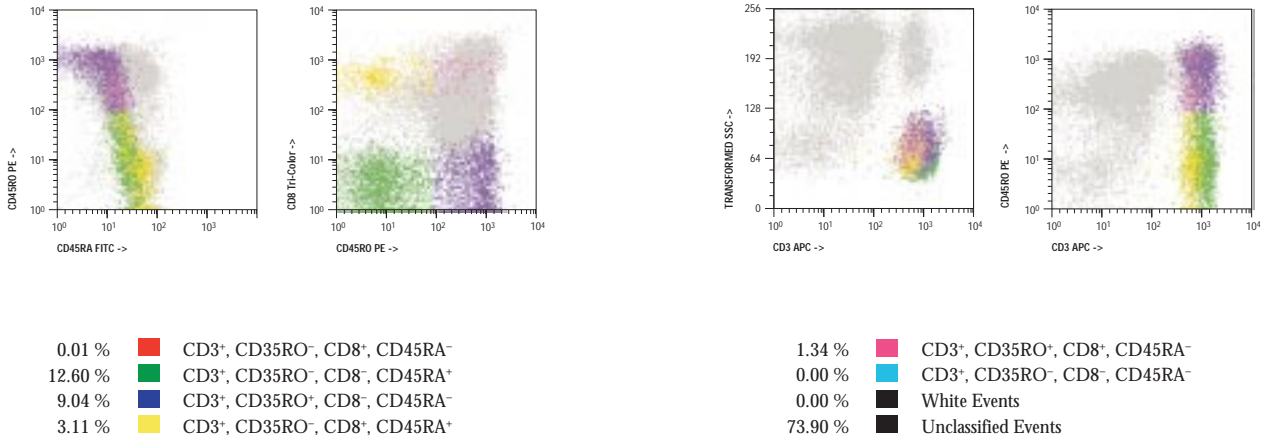 10⁴
10³
10²
10¹
10⁰
CD45RO PE ->
10⁰ 10¹ 10² 10³
CD45RA FITC ->
10⁴
10³
10²
10¹
10⁰
CD8 Tri-Color ->
10⁰ 10¹ 10² 10³ 10⁴
CD45RO PE ->
256
192
128
64
0
TRANSFORMED SSC ->
10⁰ 10¹ 10² 10³ 10⁴
CD3 APC ->
10⁴
10³
10²
10¹
10⁰
CD45RO PE ->
10⁰ 10¹ 10² 10³ 10⁴
CD3 APC ->
0.01 % CD3⁺, CD35RO⁻, CD8⁺, CD45RA⁻
12.60 % CD3⁺, CD35RO⁻, CD8⁻, CD45RA⁺
9.04 % CD3⁺, CD35RO⁺, CD8⁻, CD45RA⁻
3.11 % CD3⁺, CD35RO⁻, CD8⁺, CD45RA⁺
1.34 % CD3⁺, CD35RO⁺, CD8⁺, CD45RA⁻
0.00 % CD3⁺, CD35RO⁻, CD8⁻, CD45RA⁻
0.00 % White Events
73.90 % Unclassified Events